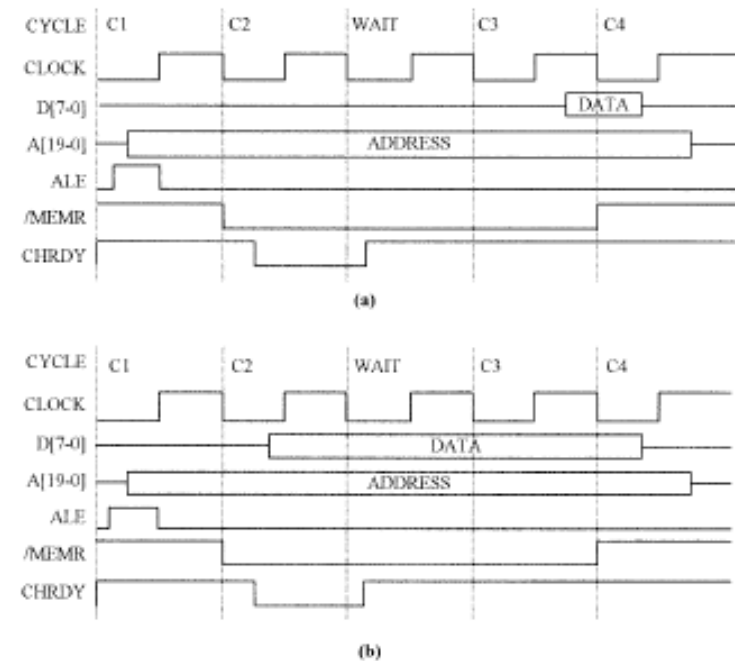 CYCLE C1 C2 WAIT C3 C4
CLOCK
D[7-0] DATA
A[19-0] ADDRESS
ALE
/MEMR
CHRDY
(a)
CYCLE C1 C2 WAIT C3 C4
CLOCK
D[7-0] DATA
A[19-0] ADDRESS
ALE
/MEMR
CHRDY
(b)